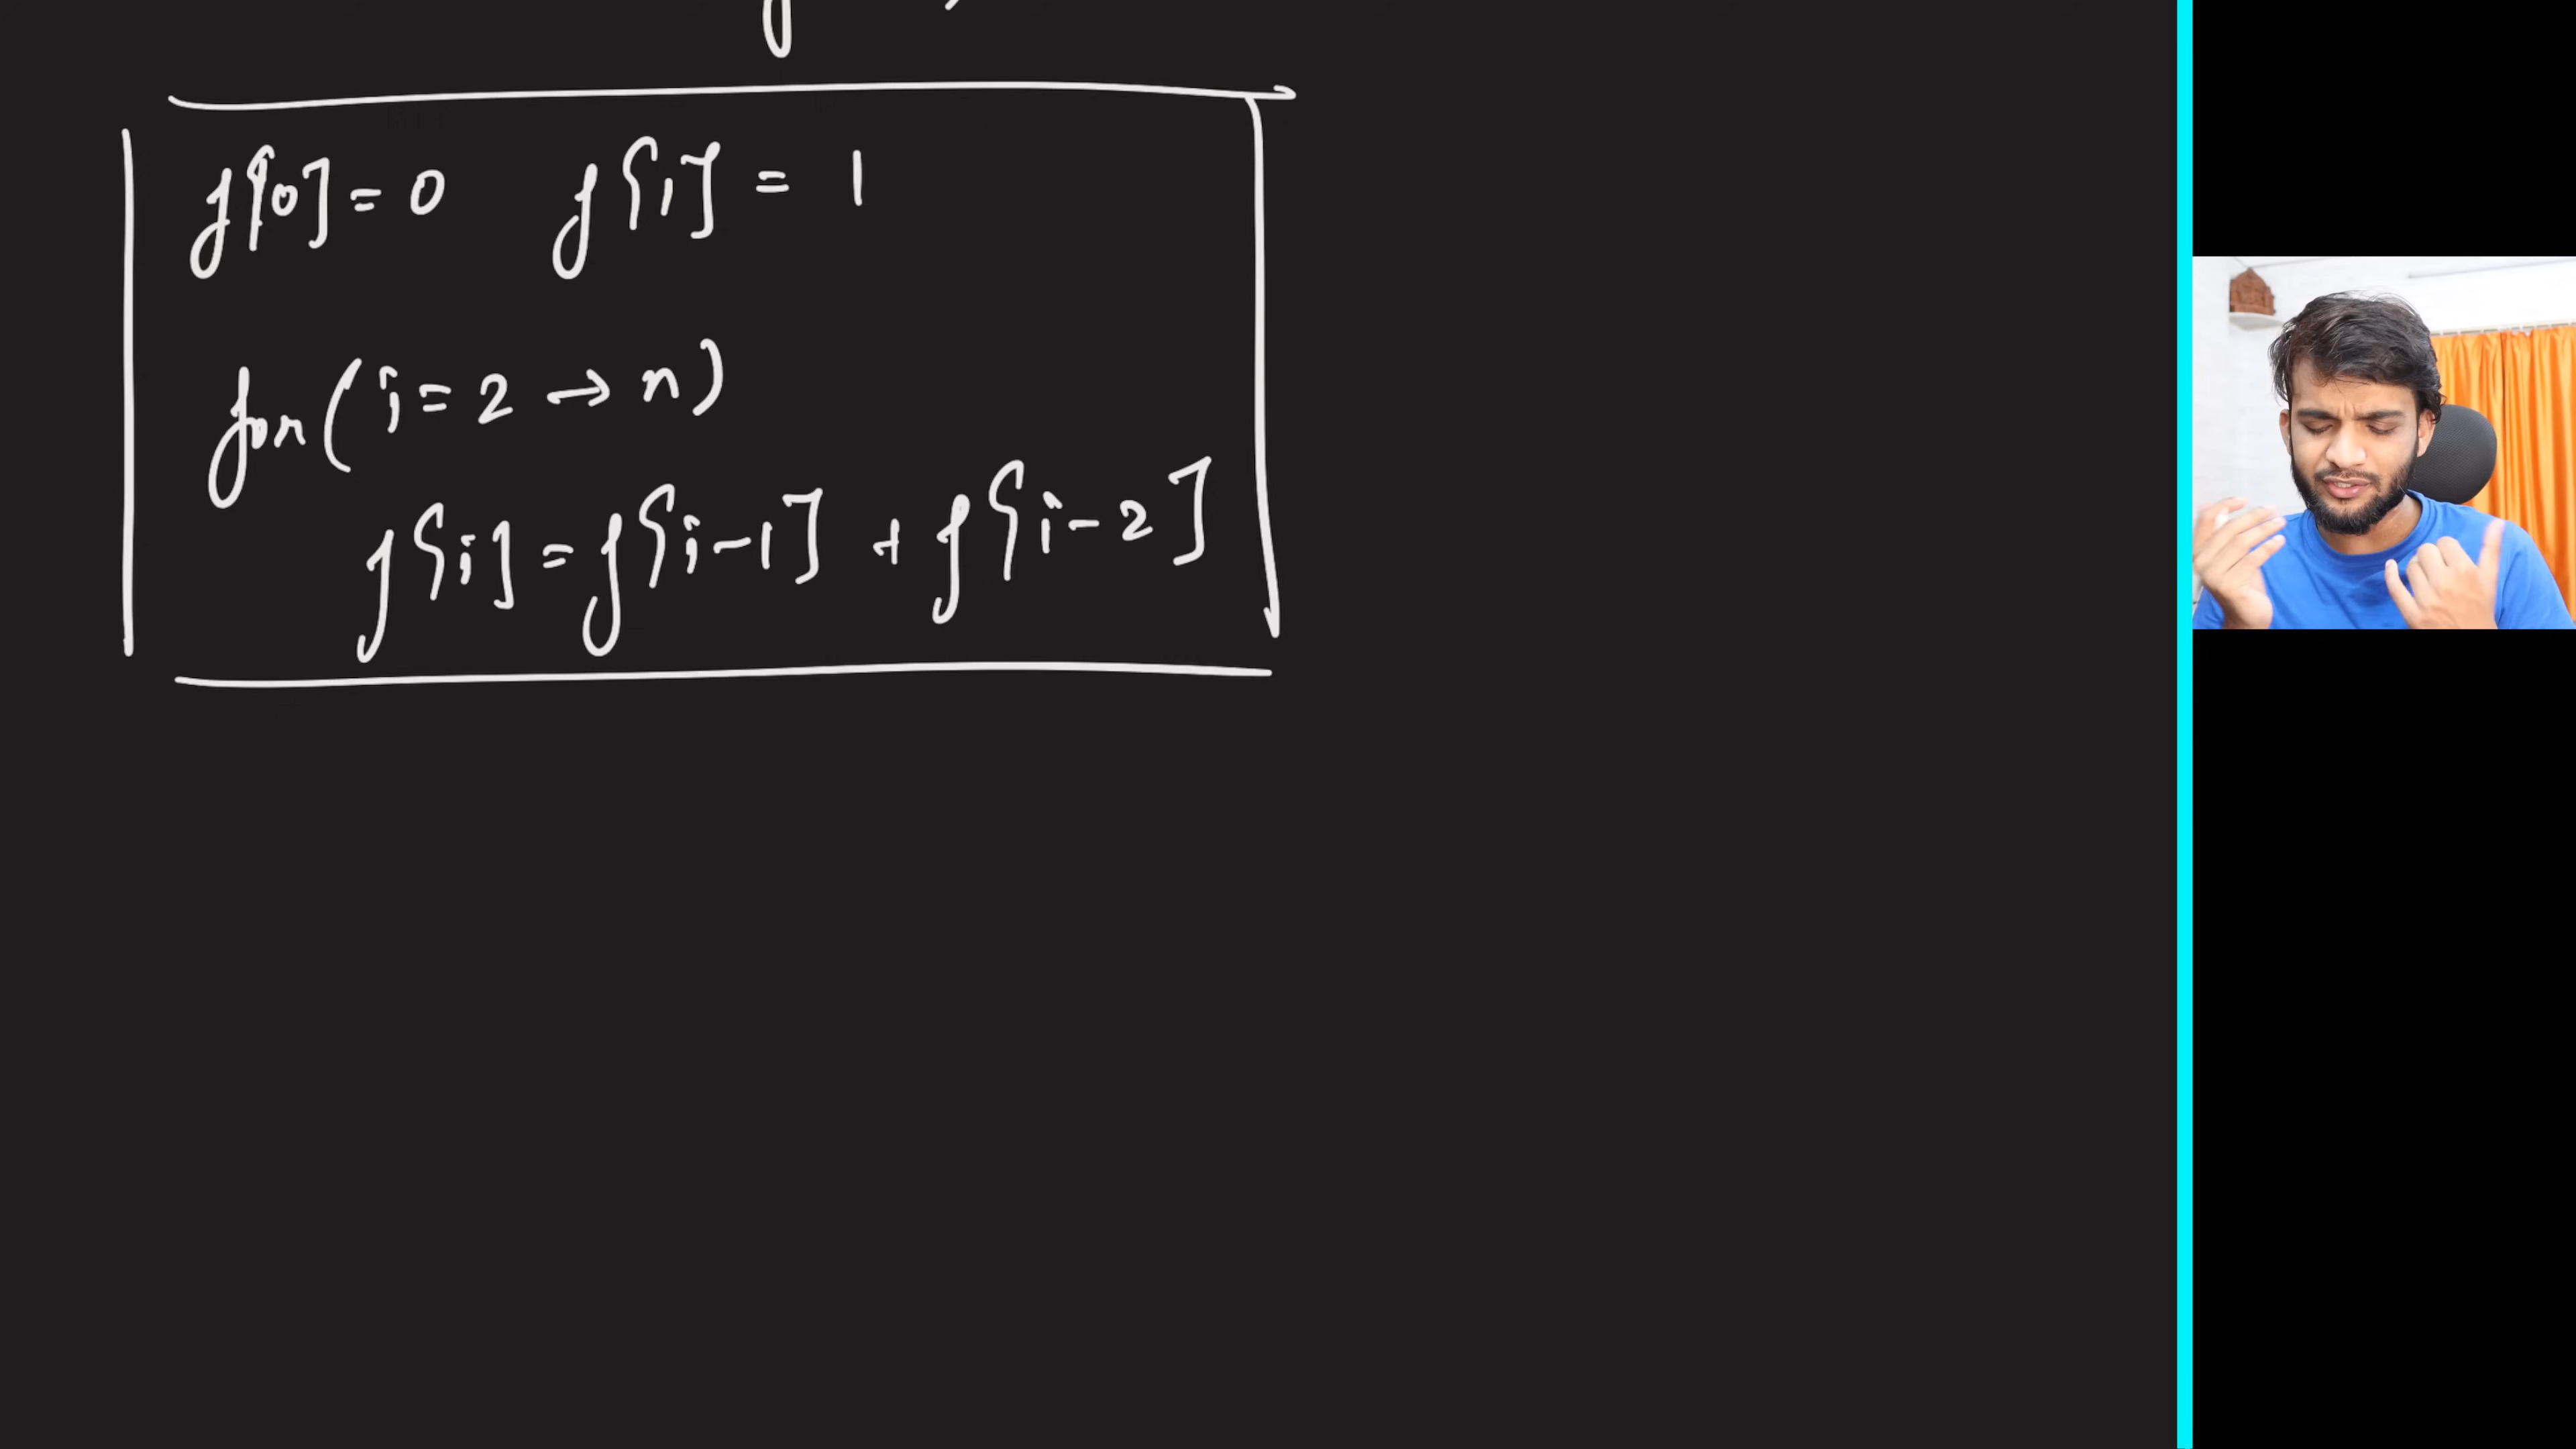 f[0] = 0 f[1] = 1
for( i = 2 → n)
f[i] = f[i-1] + f[i-2]